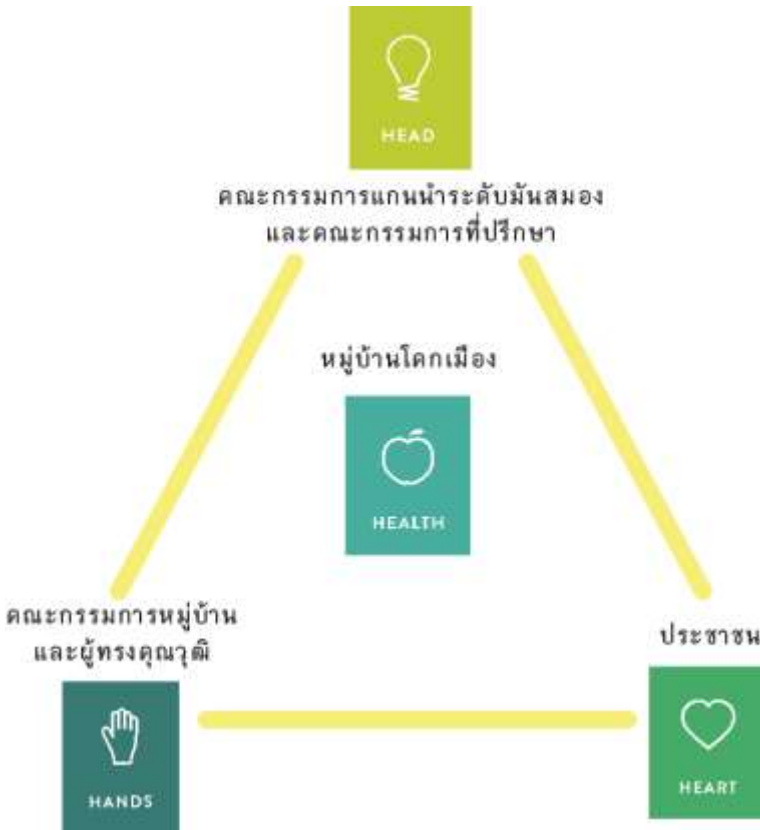 HEAD
คณะกรรมการแกนนำระดับมันสมอง
และคณะกรรมการที่ปรึกษา
หมู่บ้านโคกเมือง
HEALTH
คณะกรรมการหมู่บ้าน
และผู้ทรงคุณวุฒิ
ประชาชน
HANDS
HEART